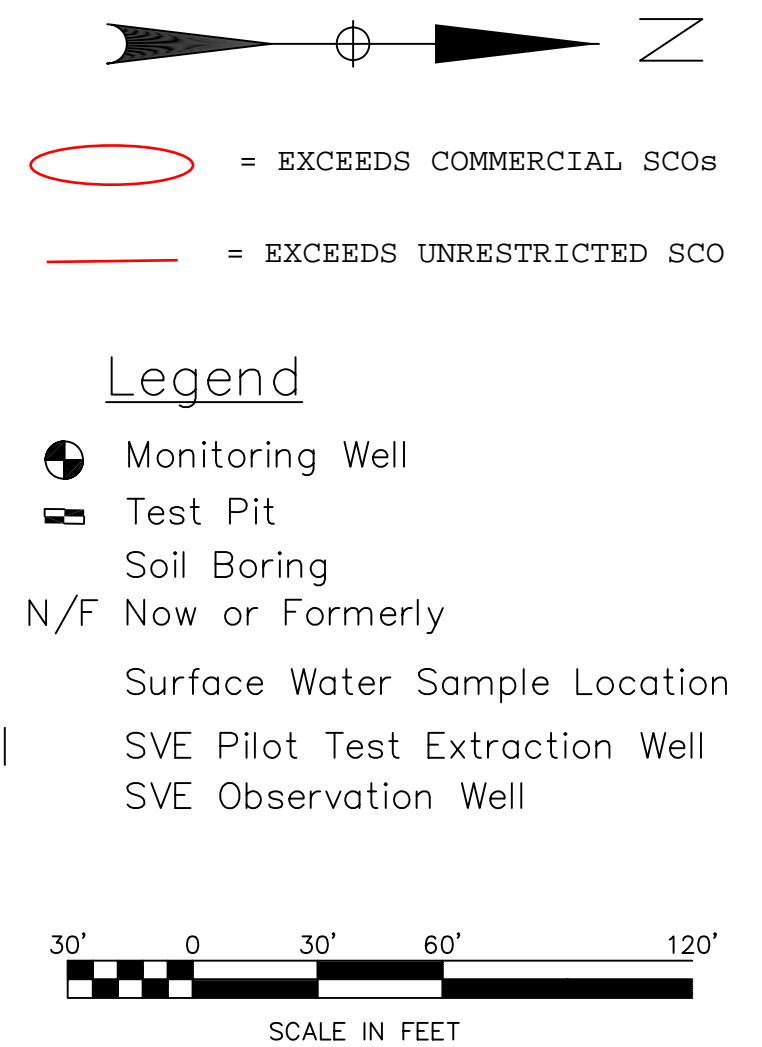 N
= EXCEEDS COMMERCIAL SCOs
= EXCEEDS UNRESTRICTED SCO
Legend
Monitoring Well
Test Pit
Soil Boring
N/F Now or Formerly
Surface Water Sample Location
SVE Pilot Test Extraction Well
SVE Observation Well
30' 0 30' 60' 120'
SCALE IN FEET